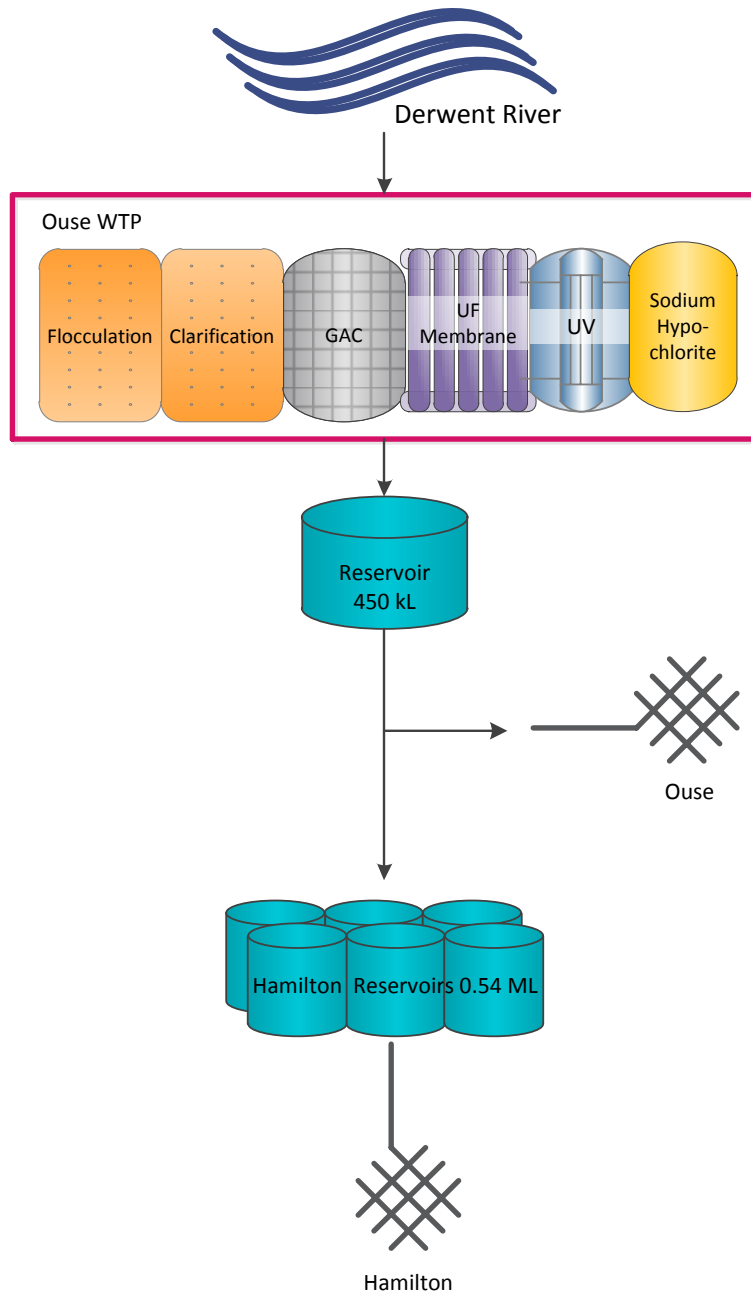 Derwent River
Ouse WTP
Flocculation
Clarification
GAC
UF
Membrane
UV
Sodium
Hypo-
chlorite
Reservoir
450 kL
Ouse
Hamilton Reservoirs 0.54 ML
Hamilton